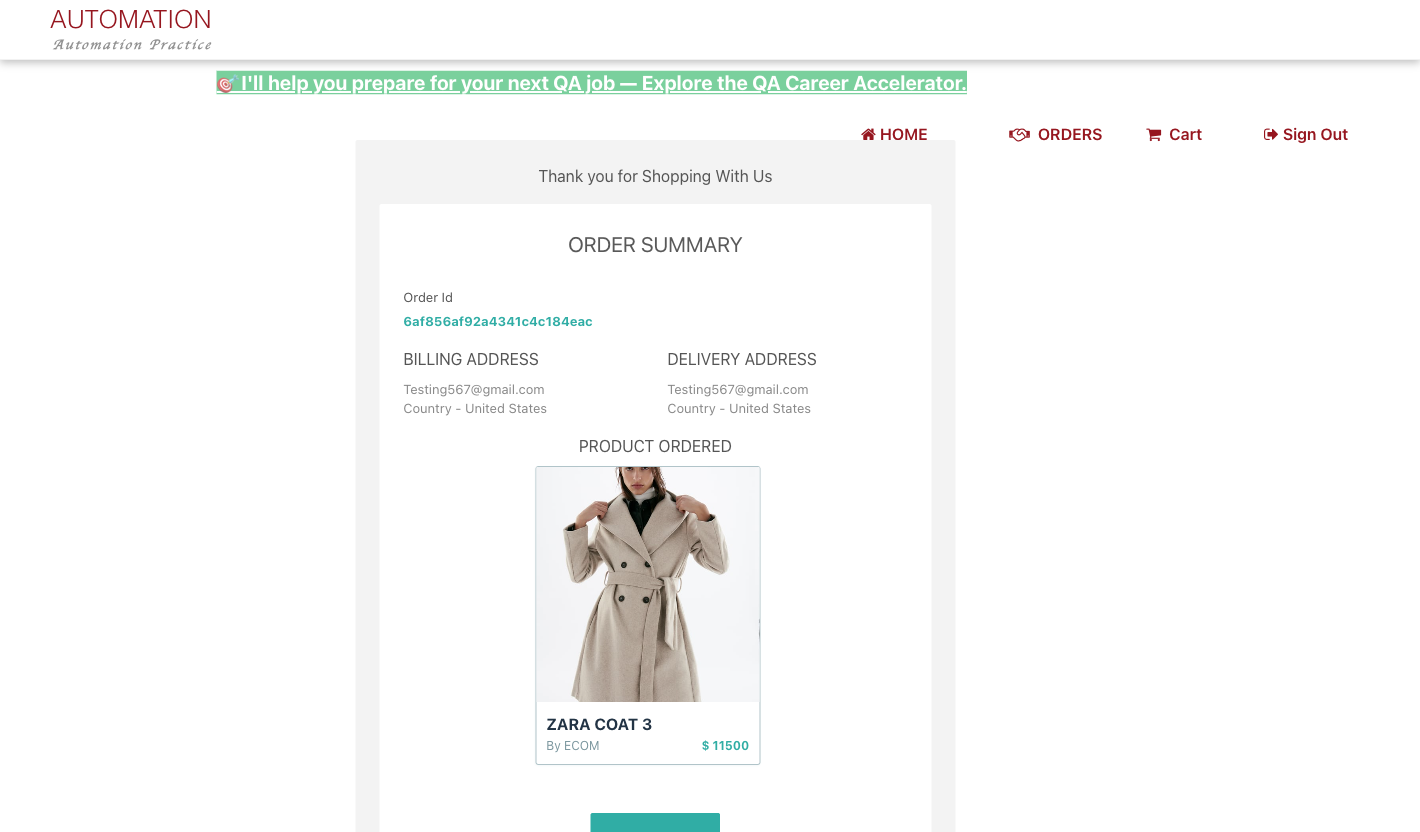 AUTOMATION
Automation Practice
🎯 I'll help you prepare for your next QA job — Explore the QA Career Accelerator.
HOME ORDERS Cart Sign Out
Thank you for Shopping With Us
ORDER SUMMARY
Order Id
6af856af92a4341c4c184eac
BILLING ADDRESS
Testing567@gmail.com
Country - United States
DELIVERY ADDRESS
Testing567@gmail.com
Country - United States
PRODUCT ORDERED
ZARA COAT 3
By ECOM
$ 11500